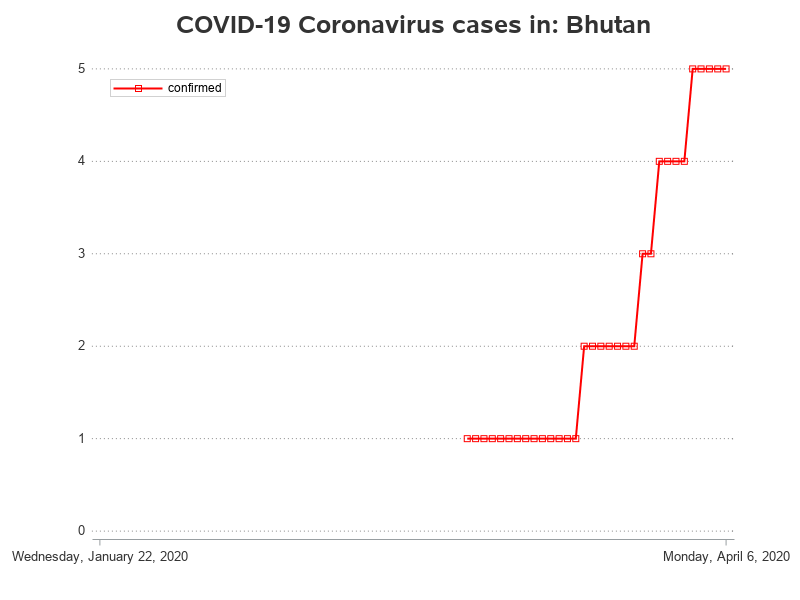 COVID-19 Coronavirus cases in: Bhutan
5
confirmed
4
3
2
1
0
Wednesday, January 22, 2020
Monday, April 6, 2020